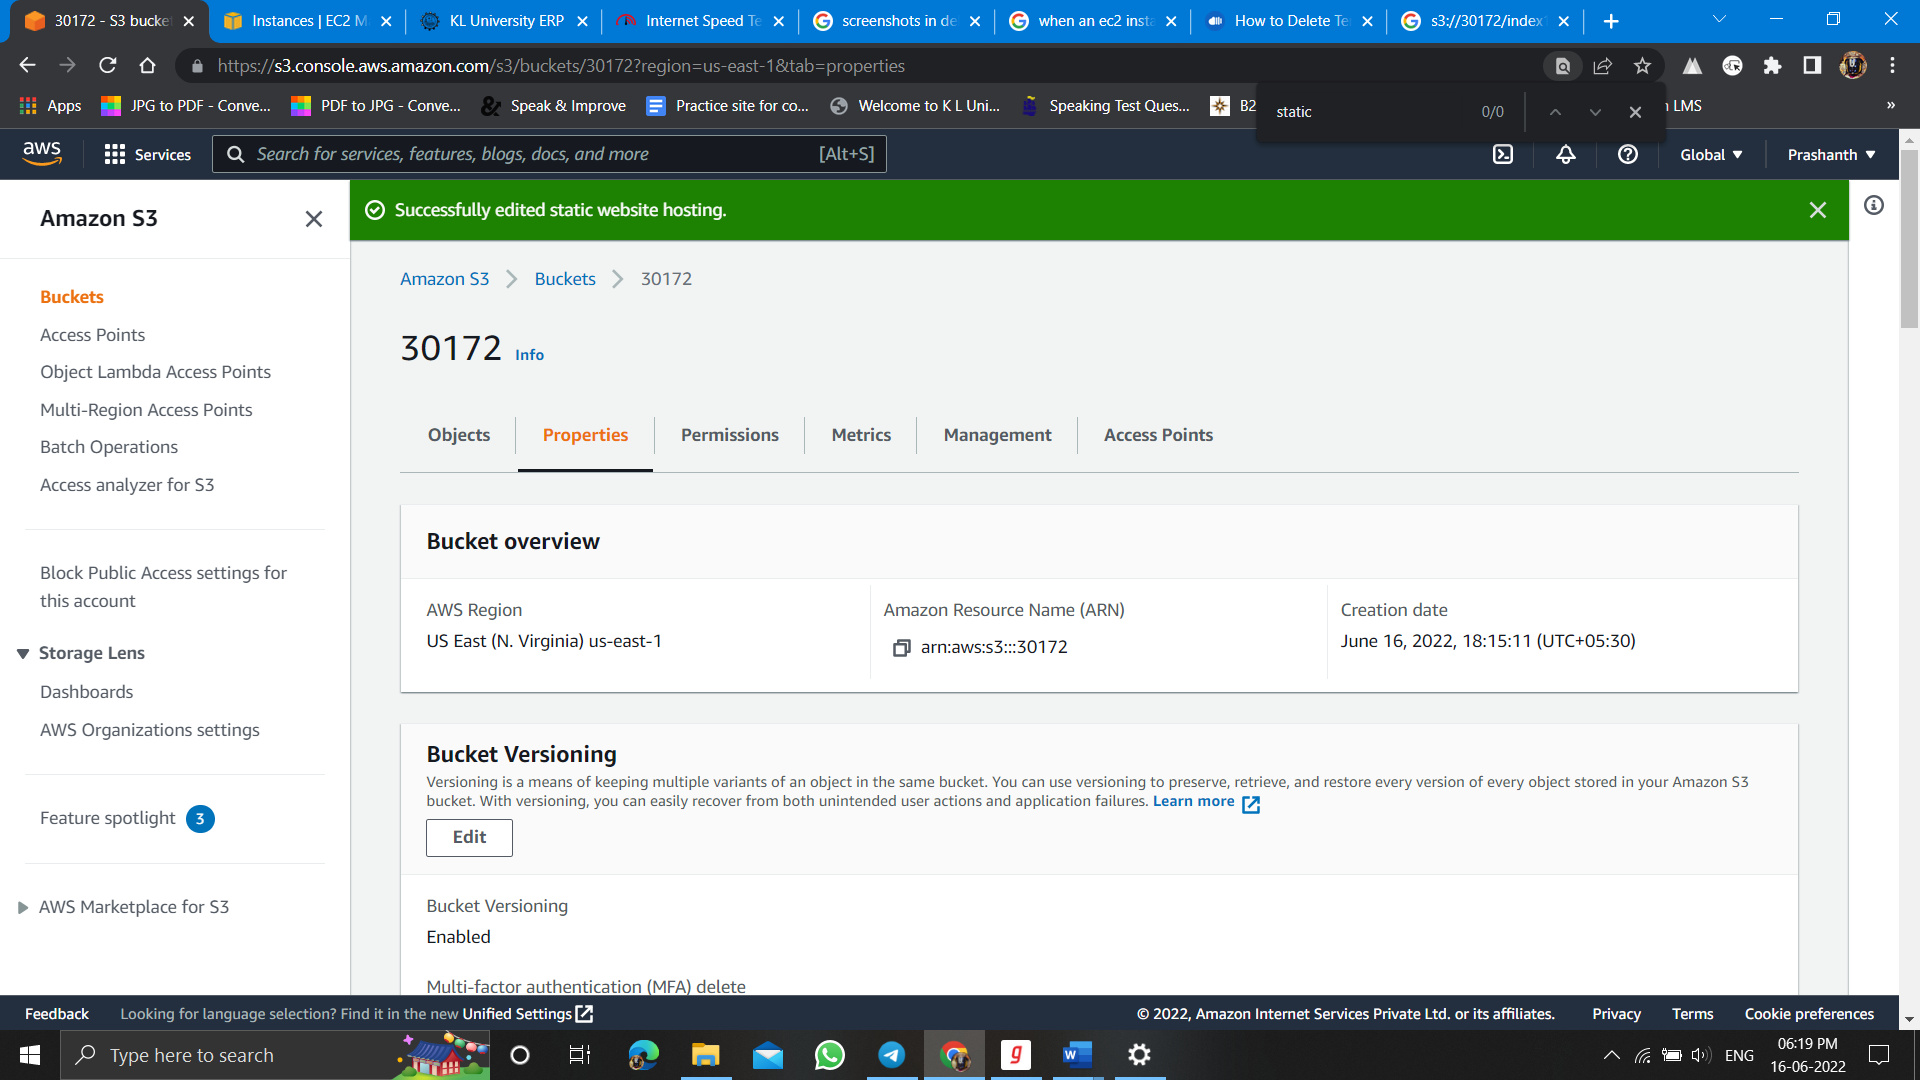 30172 - S3 bucket
Instances | EC2 M
KL University ERP
Internet Speed Te
screenshots in de
when an ec2 insta
How to Delete Te
s3://30172/index
https://s3.console.aws.amazon.com/s3/buckets/30172?region=us-east-1&tab=properties
Apps
JPG to PDF - Conve...
PDF to JPG - Conve...
Speak & Improve
Practice site for co...
Welcome to K L Uni...
Speaking Test Ques...
B2
LMS
»
static
0/0
aws
Services
Search for services, features, blogs, docs, and more
[Alt+S]
Global
Prashanth
Amazon S3
Successfully edited static website hosting.
Buckets
Access Points
Object Lambda Access Points
Multi-Region Access Points
Batch Operations
Access analyzer for S3
Block Public Access settings for
this account
Storage Lens
Dashboards
AWS Organizations settings
Feature spotlight 3
AWS Marketplace for S3
Amazon S3 > Buckets > 30172
30172 Info
Objects
Properties
Permissions
Metrics
Management
Access Points
Bucket overview
AWS Region
US East (N. Virginia) us-east-1
Amazon Resource Name (ARN)
arn:aws:s3:::30172
Creation date
June 16, 2022, 18:15:11 (UTC+05:30)
Bucket Versioning
Versioning is a means of keeping multiple variants of an object in the same bucket. You can use versioning to preserve, retrieve, and restore every version of every object stored in your Amazon S3
bucket. With versioning, you can easily recover from both unintended user actions and application failures. Learn more
Edit
Bucket Versioning
Enabled
Multi-factor authentication (MFA) delete
Feedback
Looking for language selection? Find it in the new Unified Settings
© 2022, Amazon Internet Services Private Ltd. or its affiliates.
Privacy
Terms
Cookie preferences
Type here to search
g
W
ENG
06:19 PM
16-06-2022